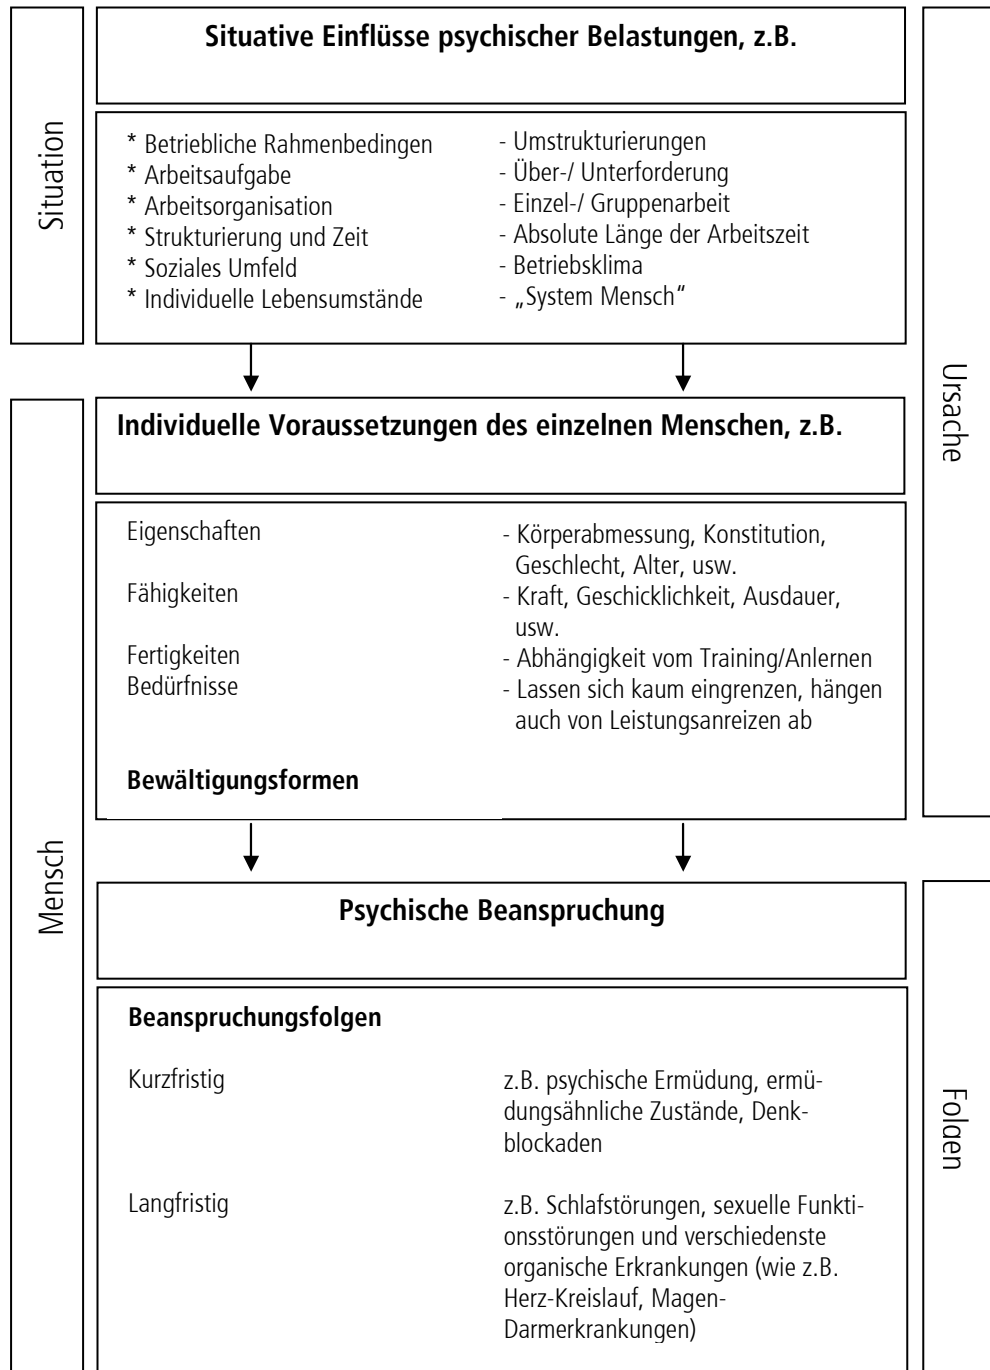 Situative Einflüsse psychischer Belastungen, z.B.
Situation
* Betriebliche Rahmenbedingen
- Umstrukturierungen
* Arbeitsaufgabe
- Über-/ Unterforderung
* Arbeitsorganisation
- Einzel-/ Gruppenarbeit
* Strukturierung und Zeit
- Absolute Länge der Arbeitszeit
* Soziales Umfeld
- Betriebsklima
* Individuelle Lebensumstände
- „System Mensch“
Ursache
Individuelle Voraussetzungen des einzelnen Menschen, z.B.
Eigenschaften
- Körperabmessung, Konstitution,
Geschlecht, Alter, usw.
Fähigkeiten
- Kraft, Geschicklichkeit, Ausdauer,
usw.
Fertigkeiten
- Abhängigkeit vom Training/Anlernen
Bedürfnisse
- Lassen sich kaum eingrenzen, hängen
auch von Leistungsanreizen ab
Bewältigungsformen
Mensch
Psychische Beanspruchung
Beanspruchungsfolgen
Kurzfristig
z.B. psychische Ermüdung, ermü-
dungsähnliche Zustände, Denk-
blockaden
Folgen
Langfristig
z.B. Schlafstörungen, sexuelle Funkti-
onsstörungen und verschiedenste
organische Erkrankungen (wie z.B.
Herz-Kreislauf, Magen-
Darmerkrankungen)